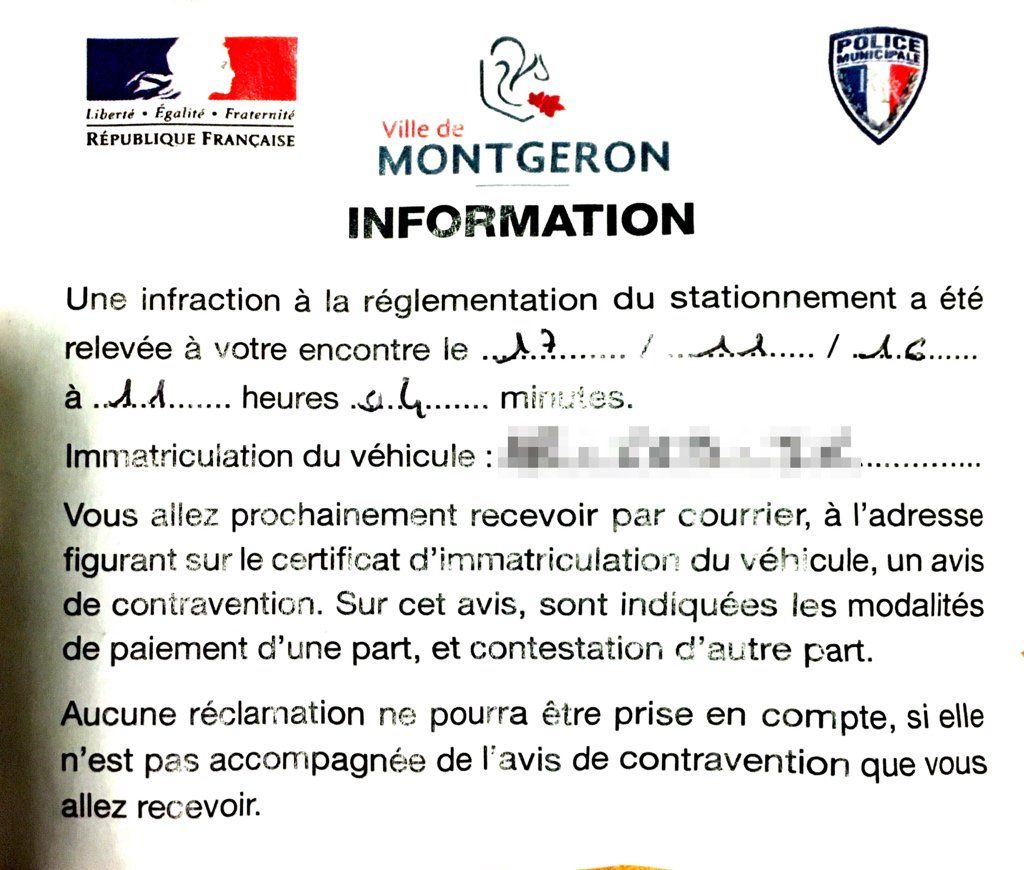 Liberté • Égalité • Fraternité
RÉPUBLIQUE FRANÇAISE
Ville de
MONTGERON
POLICE
MUNICIPALE
INFORMATION
Une infraction à la réglementation du stationnement a été
relevée à votre encontre le ..17......... / ...11...... / .16......
à ..11....... heures .04....... minutes.
Immatriculation du véhicule : ...............
Vous allez prochainement recevoir par courrier, à l'adresse
figurant sur le certificat d'immatriculation du véhicule, un avis
de contravention. Sur cet avis, sont indiquées les modalités
de paiement d'une part, et contestation d'autre part.
Aucune réclamation ne pourra être prise en compte, si elle
n'est pas accompagnée de l'avis de contravention que vous
allez recevoir.